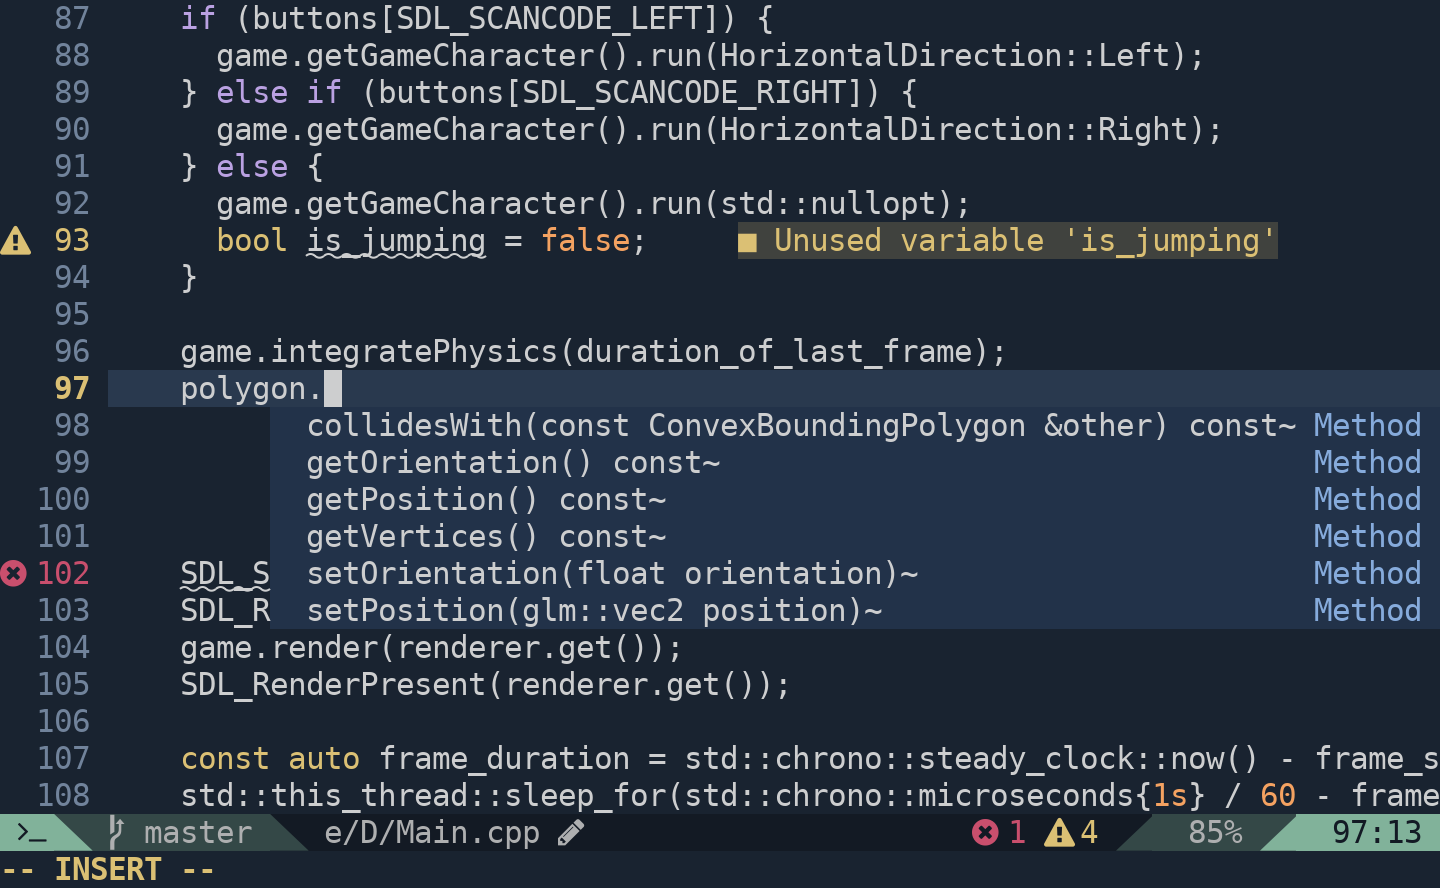 87     if (buttons[SDL_SCANCODE_LEFT]) {
88       game.getGameCharacter().run(HorizontalDirection::Left);
89     } else if (buttons[SDL_SCANCODE_RIGHT]) {
90       game.getGameCharacter().run(HorizontalDirection::Right);
91     } else {
92       game.getGameCharacter().run(std::nullopt);
93       bool is_jumping = false;     ■ Unused variable 'is_jumping'
94     }
95
96     game.integratePhysics(duration_of_last_frame);
97     polygon.
98       collidesWith(const ConvexBoundingPolygon &other) const~ Method
99       getOrientation() const~ Method
100       getPosition() const~ Method
101       getVertices() const~ Method
102     SDL_S setOrientation(float orientation)~ Method
103     SDL_R setPosition(glm::vec2 position)~ Method
104     game.render(renderer.get());
105     SDL_RenderPresent(renderer.get());
106
107     const auto frame_duration = std::chrono::steady_clock::now() - frame_s
108     std::this_thread::sleep_for(std::chrono::microseconds{1s} / 60 - frame
>_ master e/D/Main.cpp 1 4 85% 97:13
-- INSERT --